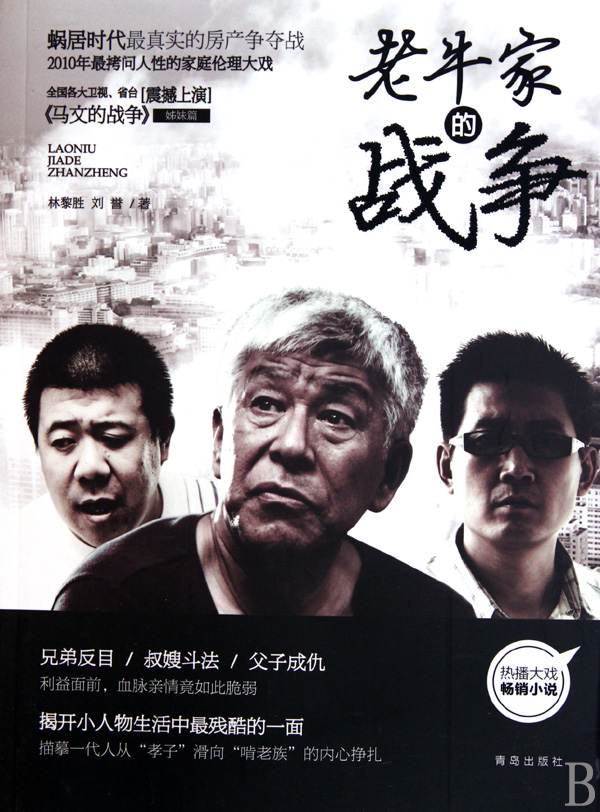 蜗居时代最真实的房产争夺战
2010年最拷问人性的家庭伦理大戏
全国各大卫视、省台[震撼上演]
《马文的战争》姊妹篇
LAONIU
JIADE
ZHANZHENG
林黎胜 刘誉/著
老牛家
的
战争
兄弟反目 / 叔嫂斗法 / 父子成仇
利益面前，血脉亲情竟如此脆弱
揭开小人物生活中最残酷的一面
描摹一代人从“孝子”滑向“啃老族”的内心挣扎
热播大戏
畅销小说
青岛出版社
B